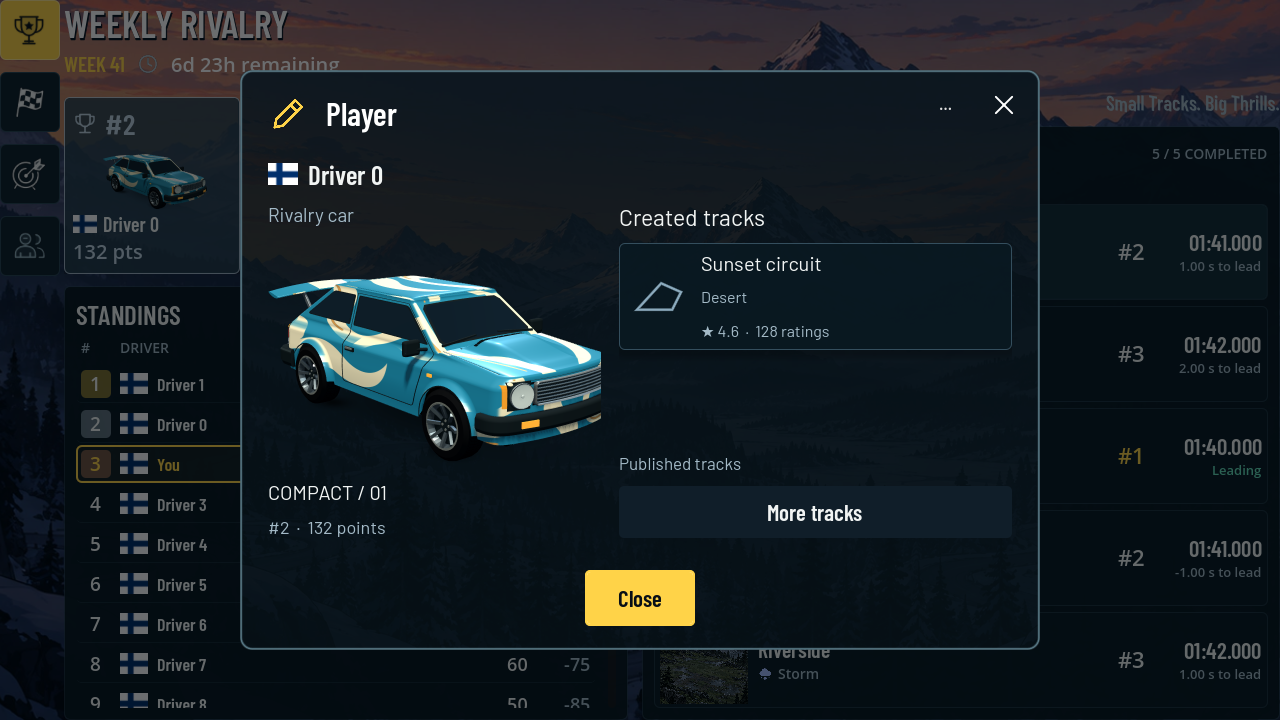 WEEKLY RIVALRY
WEEK 41 6d 23h remaining
Small Tracks. Big Thrills.
#2
Driver 0
132 pts
STANDINGS
# DRIVER
1 Driver 1
2 Driver 0
3 You
4 Driver 3
5 Driver 4
6 Driver 5
7 Driver 6
8 Driver 7 60 -75
9 Driver 8 50 -85
Player
...
Driver 0
Rivalry car
COMPACT / 01
#2 · 132 points
Created tracks
Sunset circuit
Desert
★ 4.6 · 128 ratings
Published tracks
More tracks
Close
5 / 5 COMPLETED
#2 01:41.000
1.00 s to lead
#3 01:42.000
2.00 s to lead
#1 01:40.000
Leading
#2 01:41.000
-1.00 s to lead
Riverside
Storm
#3 01:42.000
1.00 s to lead